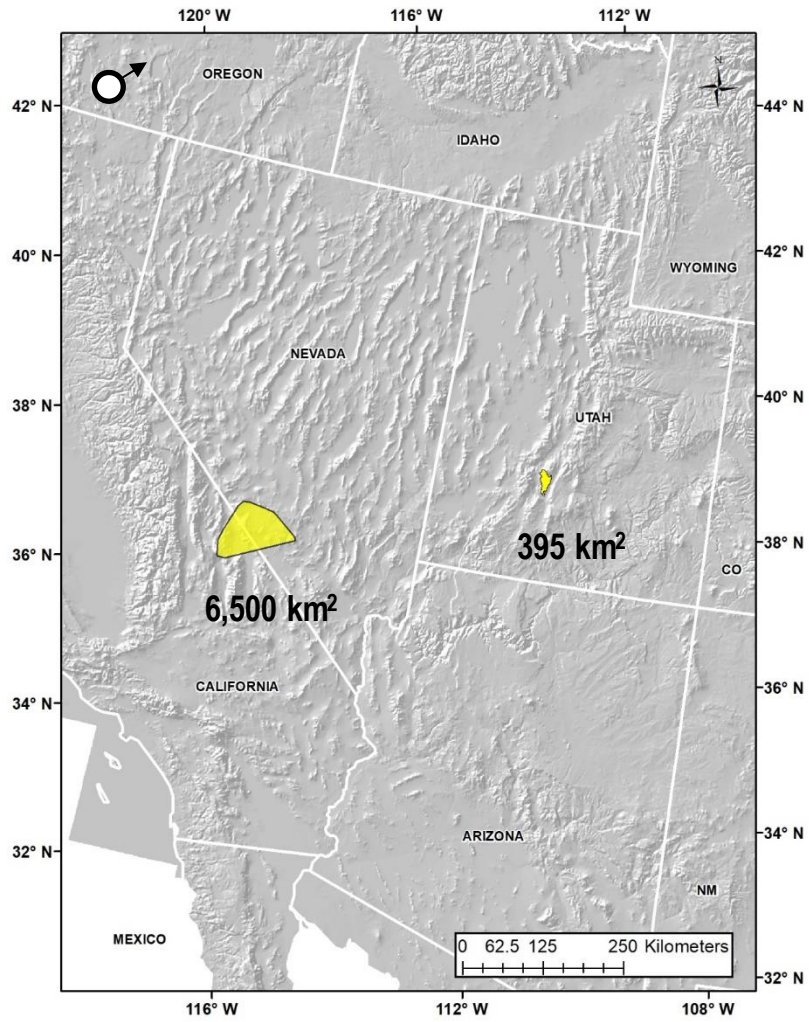 120° W 116° W 112° W
N
OREGON
42° N 44° N
IDAHO
40° N 42° N
WYOMING
NEVADA
38° N 40° N
UTAH
36° N 395 km² 38° N
CO
6,500 km²
CALIFORNIA
34° N 36° N
ARIZONA
32° N 34° N
NM
MEXICO
0 62.5 125 250 Kilometers
32° N
116° W 112° W 108° W